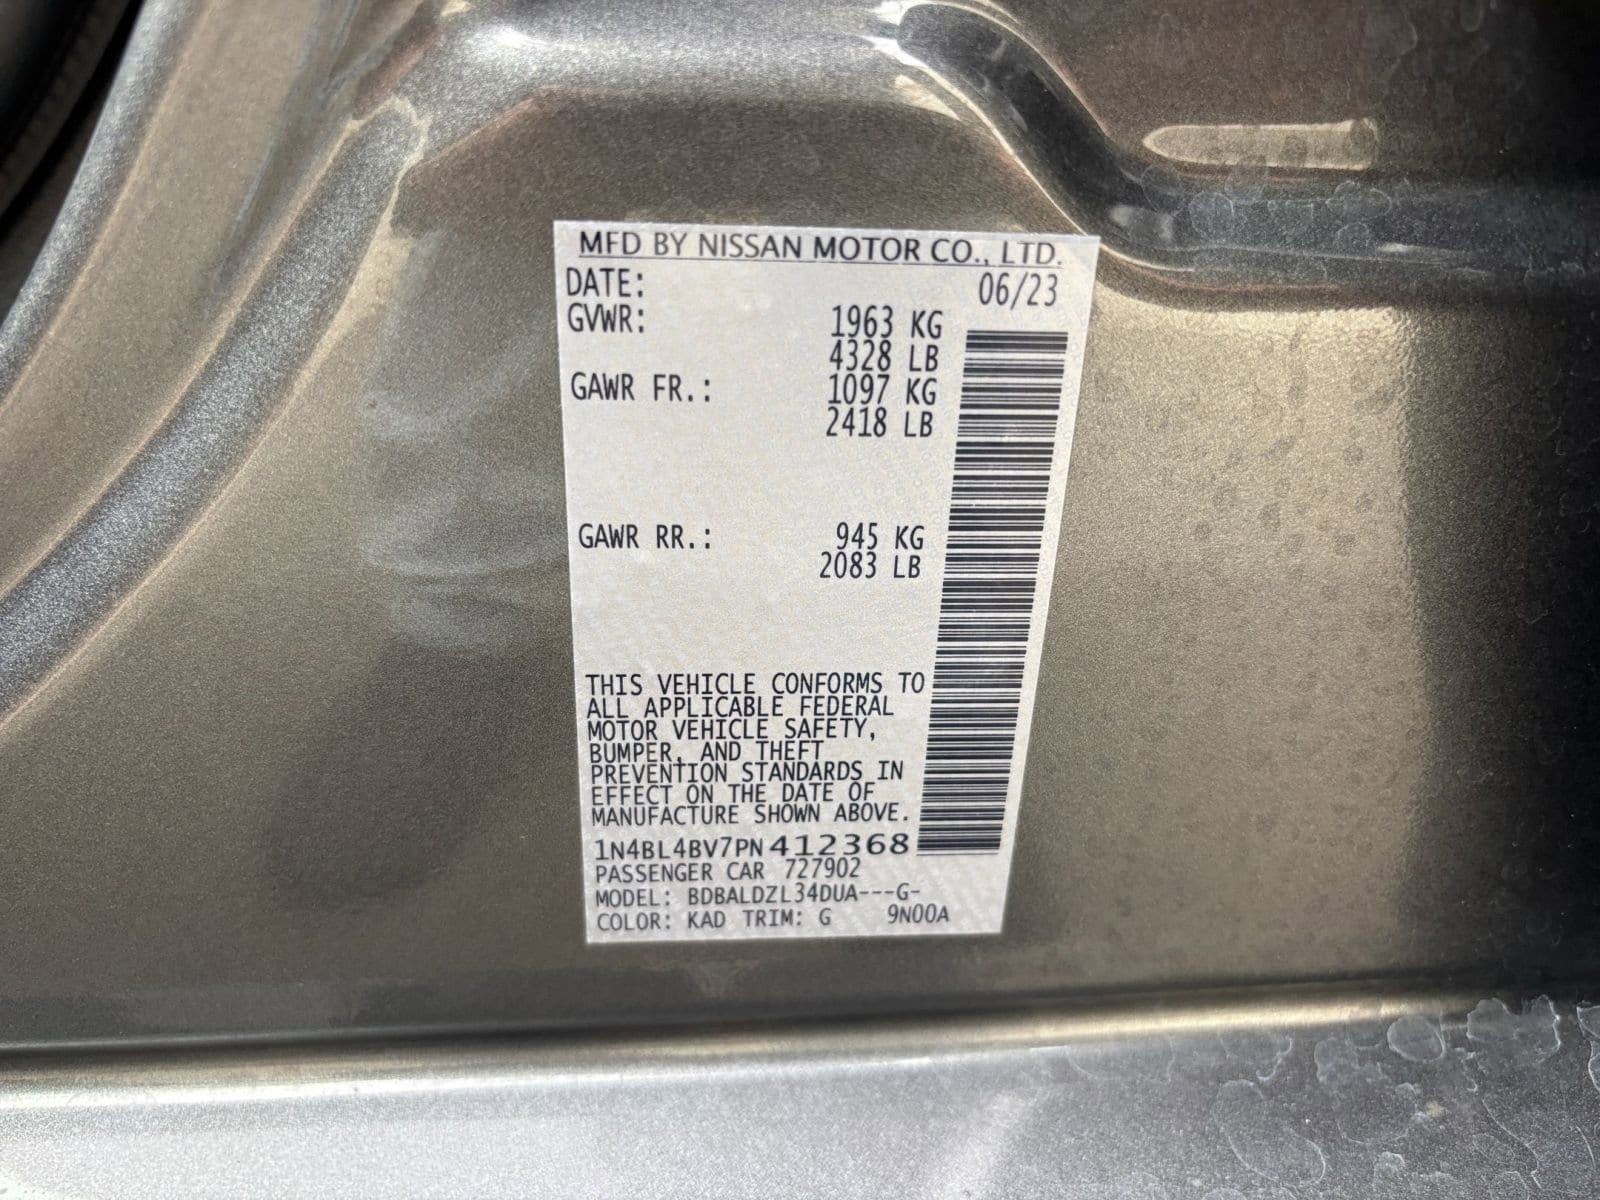 MFD BY NISSAN MOTOR CO., LTD.
DATE: 06/23
GVWR: 1963 KG
4328 LB
GAWR FR.: 1097 KG
2418 LB
GAWR RR.: 945 KG
2083 LB
THIS VEHICLE CONFORMS TO
ALL APPLICABLE FEDERAL
MOTOR VEHICLE SAFETY,
BUMPER, AND THEFT
PREVENTION STANDARDS IN
EFFECT ON THE DATE OF
MANUFACTURE SHOWN ABOVE.
1N4BL4BV7PN412368
PASSENGER CAR 727902
MODEL: BDBALDZL34DUA---G-
COLOR: KAD TRIM: G 9N00A